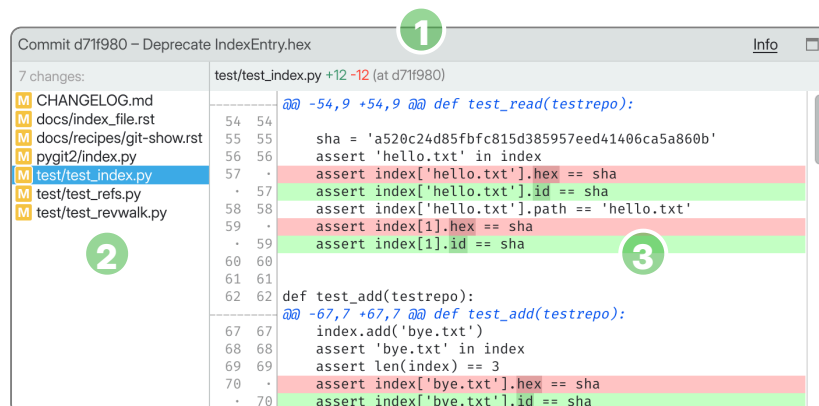 1
Commit d71f980 – Deprecate IndexEntry.hex
Info
7 changes:
M CHANGELOG.md
M docs/index_file.rst
M docs/recipes/git-show.rst
M pygit2/index.py
M test/test_index.py
M test/test_refs.py
M test/test_revwalk.py
2
test/test_index.py +12 -12 (at d71f980)
@@ -54,9 +54,9 @@ def test_read(testrepo):
54 54
55 55     sha = 'a520c24d85fbfc815d385957eed41406ca5a860b'
56 56     assert 'hello.txt' in index
57 ·     assert index['hello.txt'].hex == sha
· 57     assert index['hello.txt'].id == sha
58 58     assert index['hello.txt'].path == 'hello.txt'
59 ·     assert index[1].hex == sha
· 59     assert index[1].id == sha
3
60 60
61 61
62 62 def test_add(testrepo):
@@ -67,7 +67,7 @@ def test_add(testrepo):
67 67     index.add('bye.txt')
68 68     assert 'bye.txt' in index
69 69     assert len(index) == 3
70 ·     assert index['bye.txt'].hex == sha
· 70     assert index['bye.txt'].id == sha